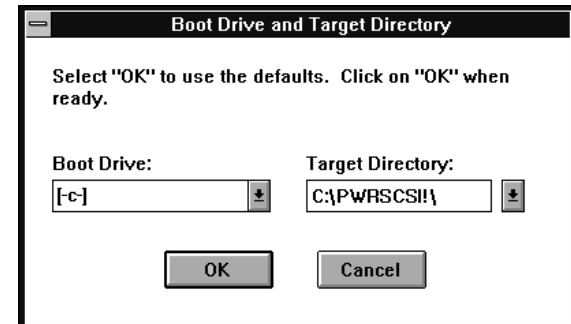 Boot Drive and Target Directory
Select "OK" to use the defaults. Click on "OK" when
ready.
Boot Drive: Target Directory:
[-c-] C:\PWRSCSI!\
OK Cancel